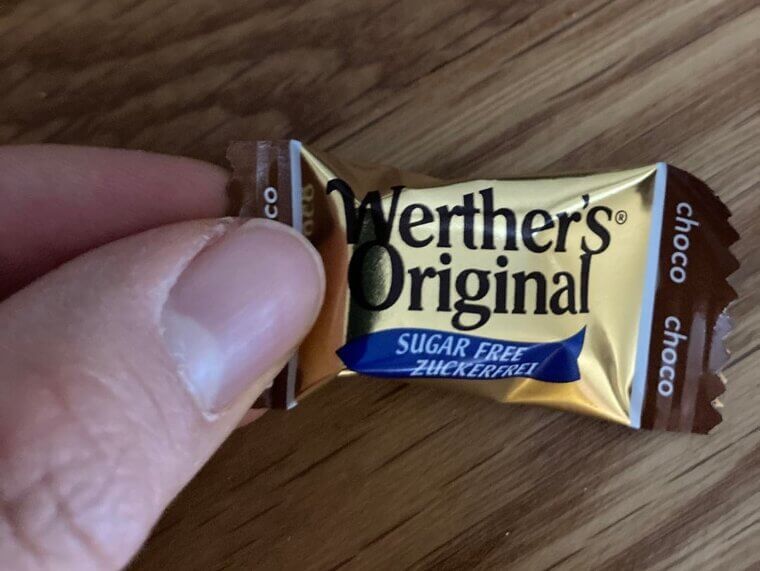 co
Werther's®
Original
SUGAR FREE
ZUCKERFREI
choco choco